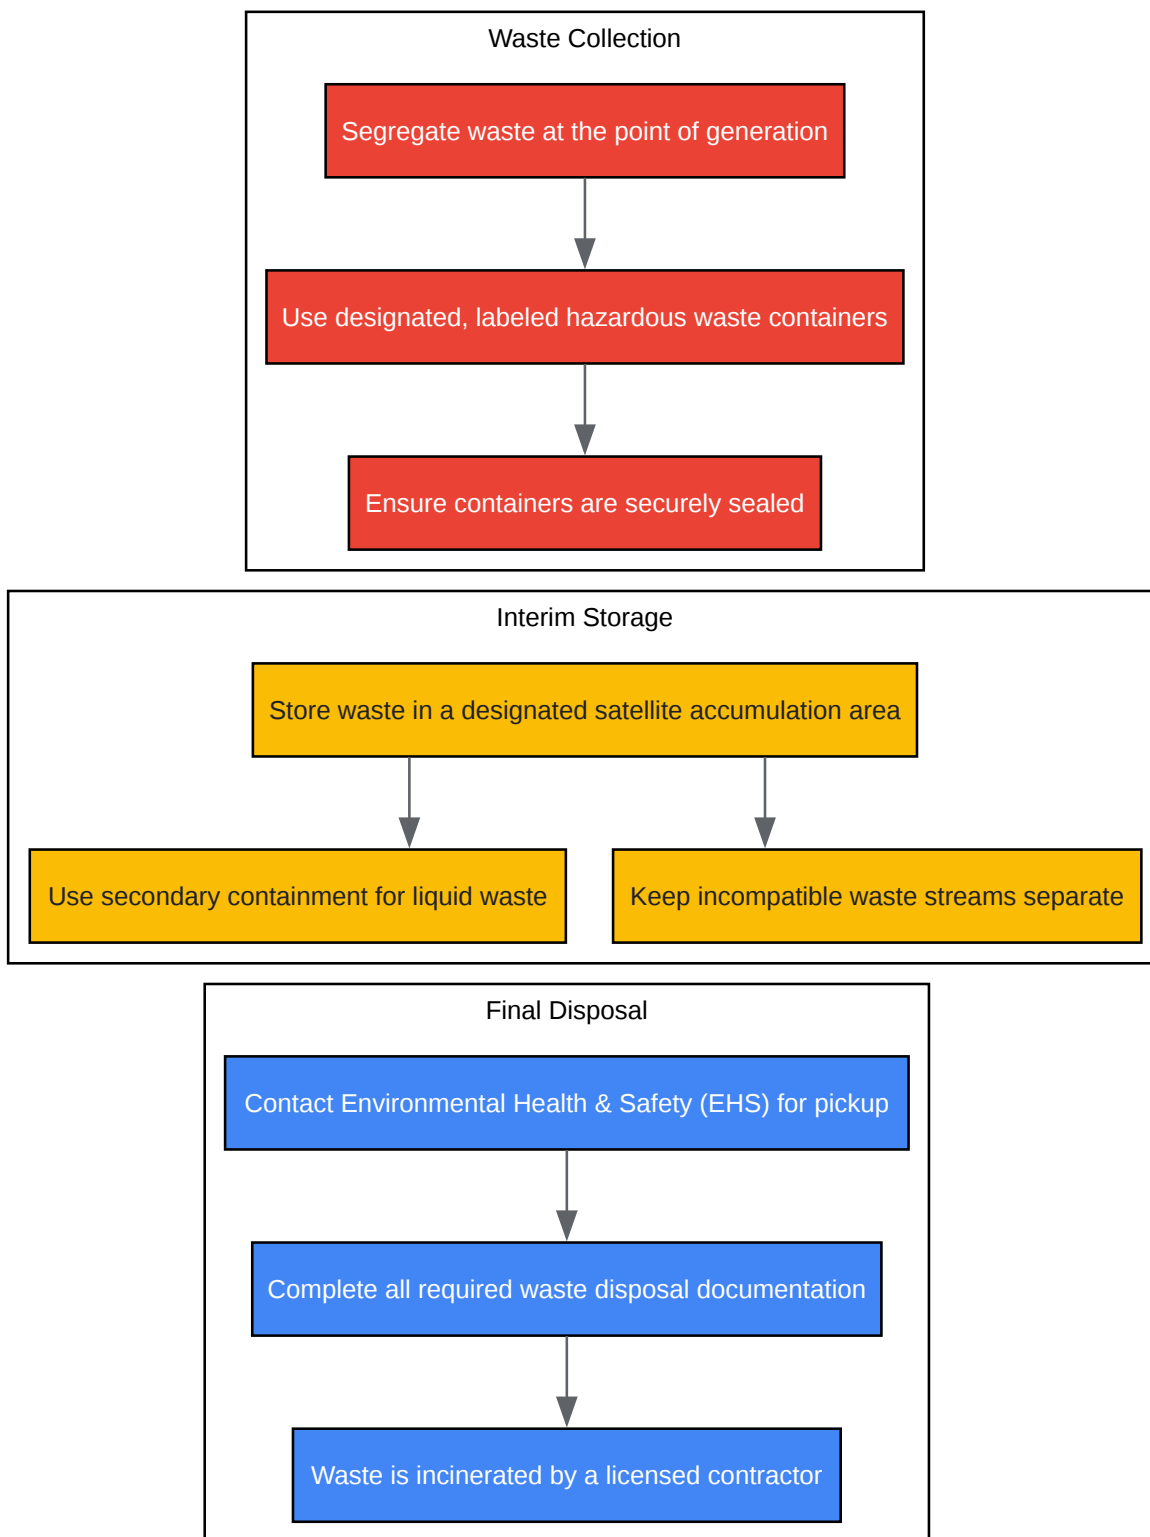 Waste Collection
Segregate waste at the point of generation
Use designated, labeled hazardous waste containers
Ensure containers are securely sealed
Interim Storage
Store waste in a designated satellite accumulation area
Use secondary containment for liquid waste
Keep incompatible waste streams separate
Final Disposal
Contact Environmental Health & Safety (EHS) for pickup
Complete all required waste disposal documentation
Waste is incinerated by a licensed contractor